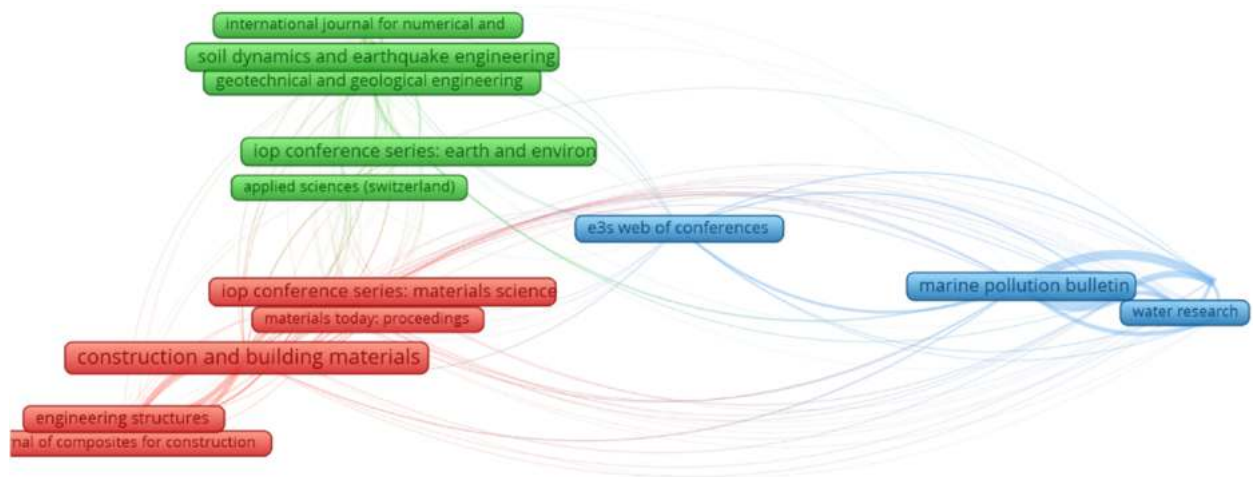 international journal for numerical and
soil dynamics and earthquake engineering
geotechnical and geological engineering
iop conference series: earth and environ
applied sciences (switzerland)
e3s web of conferences
iop conference series: materials science
marine pollution bulletin
water research
materials today: proceedings
construction and building materials
engineering structures
nal of composites for construction